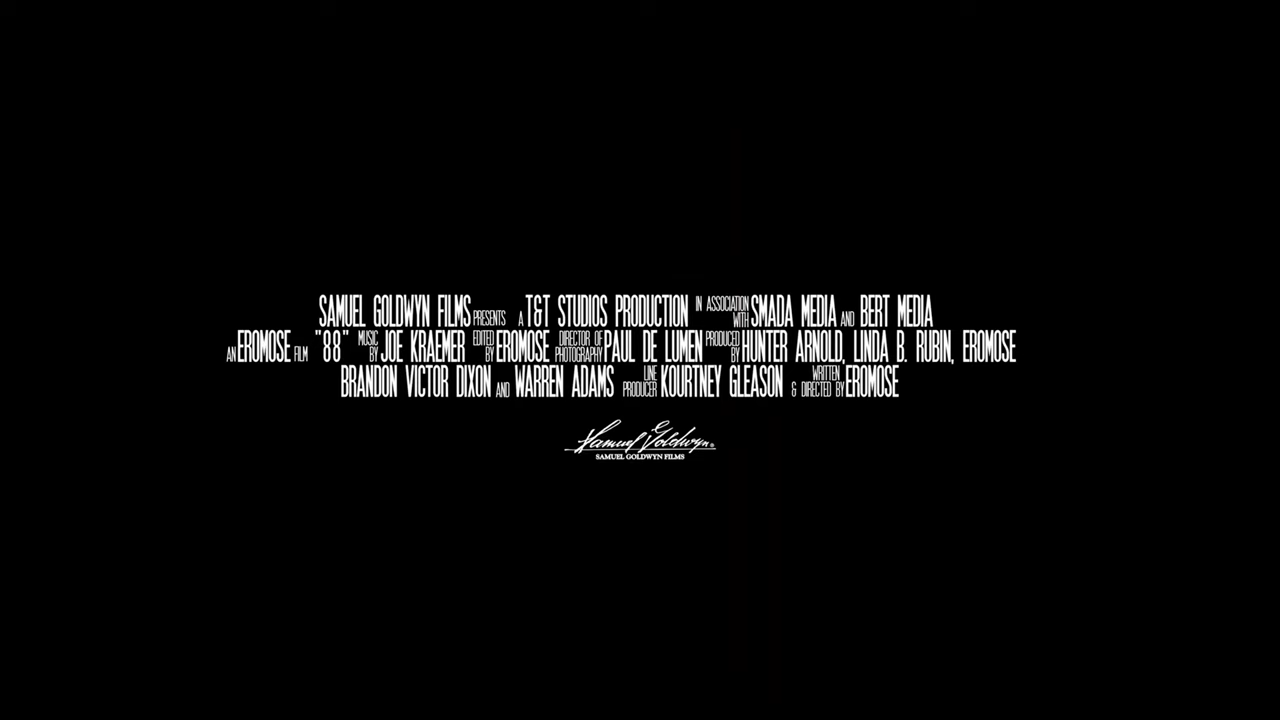 SAMUEL GOLDWYN FILMS PRESENTS A T&T STUDIOS PRODUCTION IN ASSOCIATION WITH SMADA MEDIA AND BERT MEDIA
AN EROMOSE FILM "88" MUSIC BY JOE KRAEMER EDITED BY EROMOSE DIRECTOR OF PHOTOGRAPHY PAUL DE LUMEN PRODUCED BY HUNTER ARNOLD, LINDA B. RUBIN, EROMOSE
BRANDON VICTOR DIXON AND WARREN ADAMS LINE PRODUCER KOURTNEY GLEASON WRITTEN & DIRECTED BY EROMOSE
Samuel Goldwyn®
SAMUEL GOLDWYN FILMS